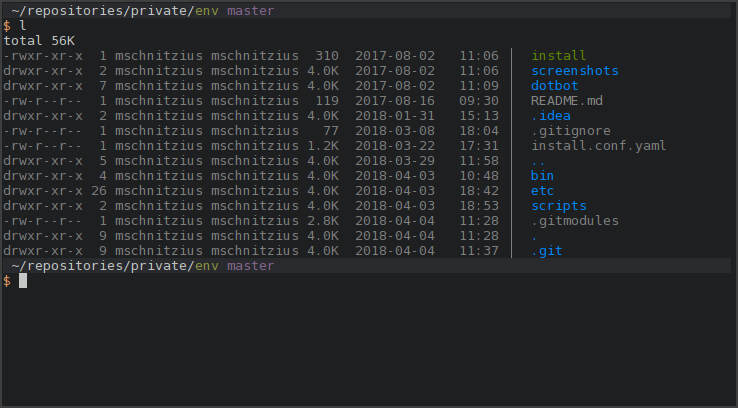 ~/repositories/private/env master
$ l
total 56K
-rwxr-xr-x  1 mschnitzius mschnitzius  310  2017-08-02  11:06 │ install
drwxr-xr-x  2 mschnitzius mschnitzius 4.0K  2017-08-02  11:06 │ screenshots
drwxr-xr-x  7 mschnitzius mschnitzius 4.0K  2017-08-02  11:09 │ dotbot
-rw-r--r--  1 mschnitzius mschnitzius  119  2017-08-16  09:30 │ README.md
drwxr-xr-x  2 mschnitzius mschnitzius 4.0K  2018-01-31  15:13 │ .idea
-rw-r--r--  1 mschnitzius mschnitzius   77  2018-03-08  18:04 │ .gitignore
-rw-r--r--  1 mschnitzius mschnitzius 1.2K  2018-03-22  17:31 │ install.conf.yaml
drwxr-xr-x  5 mschnitzius mschnitzius 4.0K  2018-03-29  11:58 │ ..
drwxr-xr-x  4 mschnitzius mschnitzius 4.0K  2018-04-03  10:48 │ bin
drwxr-xr-x 26 mschnitzius mschnitzius 4.0K  2018-04-03  18:42 │ etc
drwxr-xr-x  2 mschnitzius mschnitzius 4.0K  2018-04-03  18:53 │ scripts
-rw-r--r--  1 mschnitzius mschnitzius 2.8K  2018-04-04  11:28 │ .gitmodules
drwxr-xr-x  9 mschnitzius mschnitzius 4.0K  2018-04-04  11:28 │ .
drwxr-xr-x  9 mschnitzius mschnitzius 4.0K  2018-04-04  11:37 │ .git
~/repositories/private/env master
$